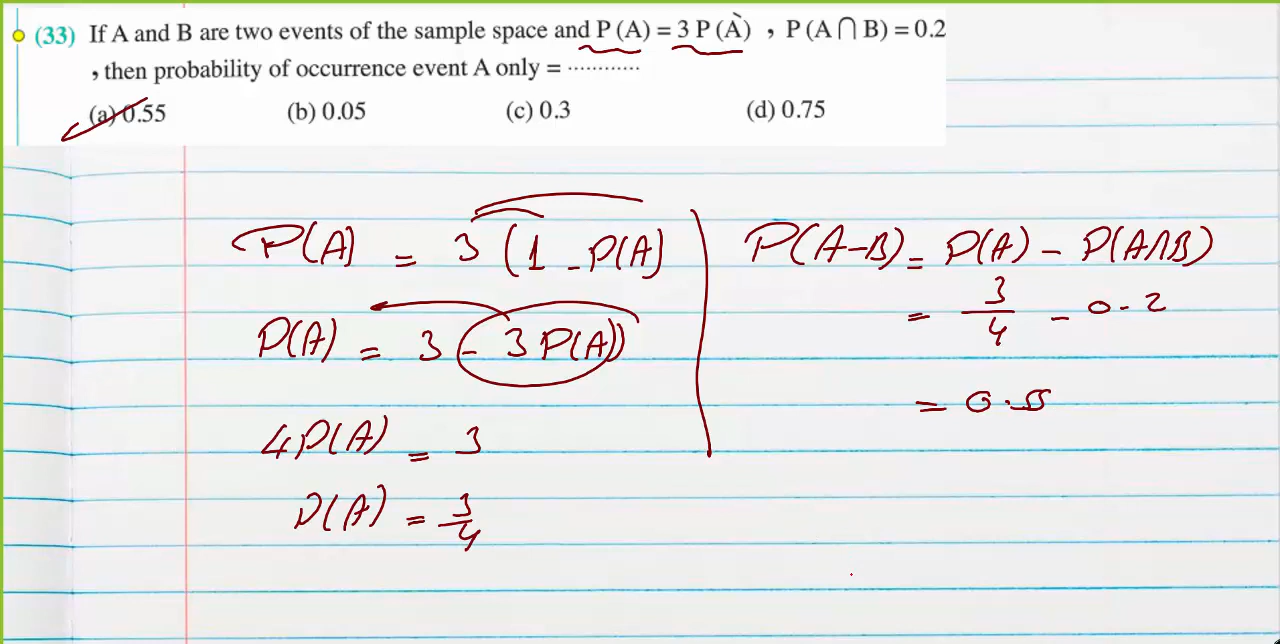 (33) If A and B are two events of the sample space and P (A) = 3 P (À) , P (A ⋂ B) = 0.2
, then probability of occurrence event A only = ............
(a) 0.55 (b) 0.05 (c) 0.3 (d) 0.75
P(A) = 3 (1 - P(A)
P(A) = 3 - 3 P(A))
4P(A) = 3
P(A) = 3/4
P(A-B) = P(A) - P(A∩B)
= 3/4 - 0.2
= 0.55